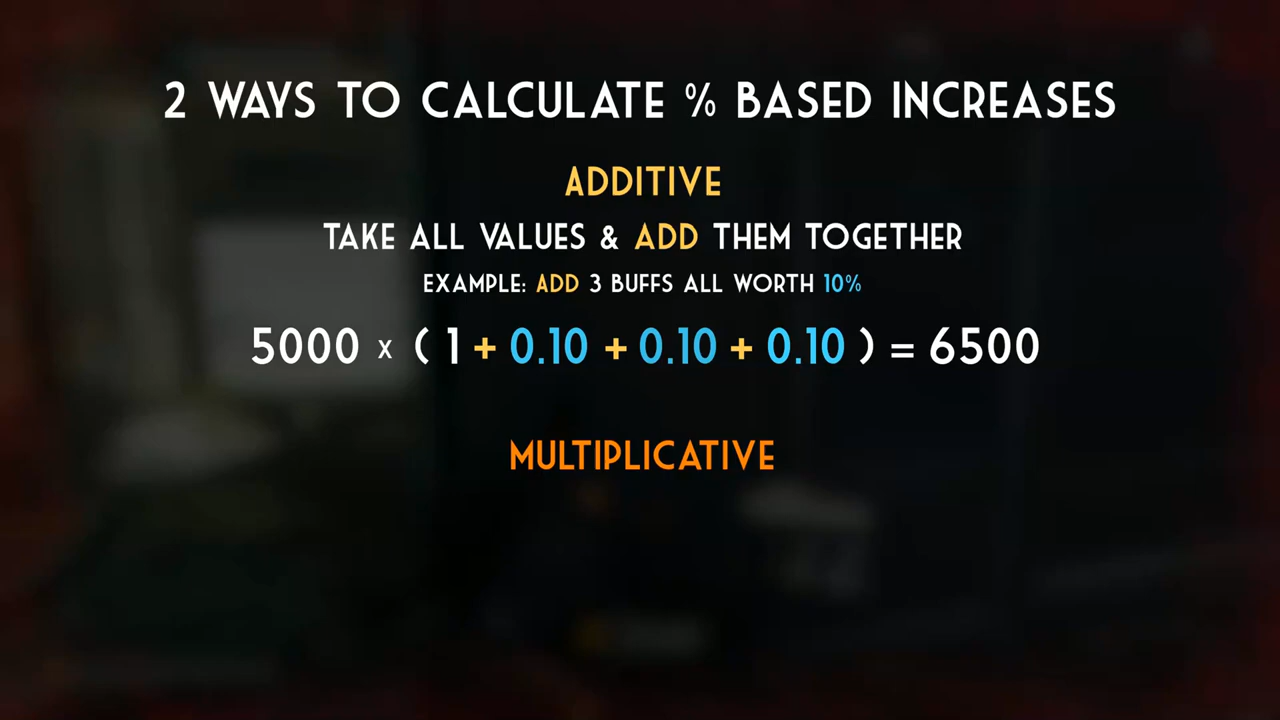 2 WAYS TO CALCULATE % BASED INCREASES
ADDITIVE
TAKE ALL VALUES & ADD THEM TOGETHER
EXAMPLE: ADD 3 BUFFS ALL WORTH 10%
5000 x ( 1 + 0.10 + 0.10 + 0.10 ) = 6500
MULTIPLICATIVE